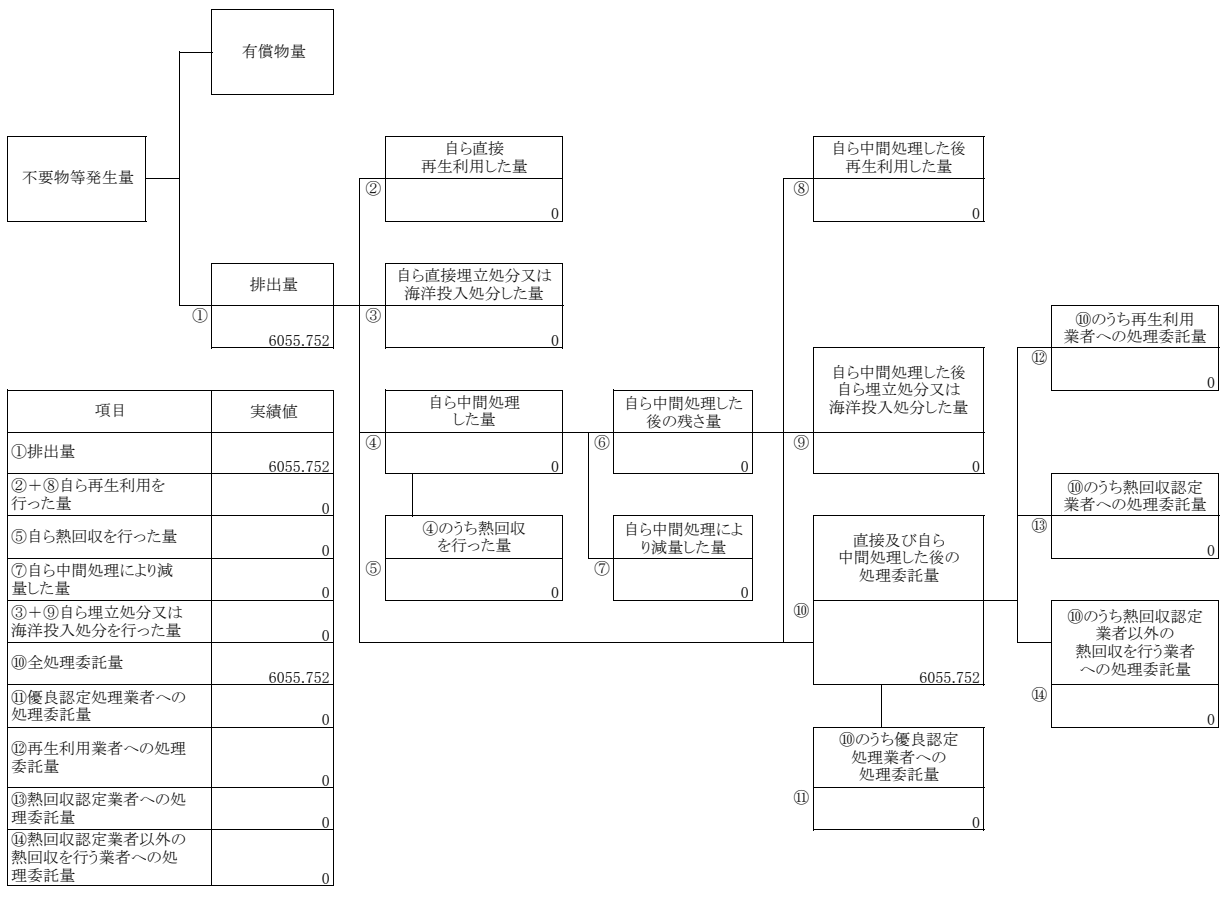 有償物量
不要物等発生量
排出量
①
6055.752
自ら直接
再生利用した量
②
0
自ら直接埋立処分又は
海洋投入処分した量
③
0
自ら中間処理
した量
④
0
④のうち熱回収
を行った量
⑤
0
自ら中間処理した
後の残さ量
⑥
0
自ら中間処理によ
り減量した量
⑦
0
自ら中間処理した後
再生利用した量
⑧
0
自ら中間処理した後
自ら埋立処分又は
海洋投入処分した量
⑨
0
直接及び自ら
中間処理した後の
処理委託量
⑩
6055.752
⑩のうち優良認定
処理業者への
処理委託量
⑪
0
⑩のうち再生利用
業者への処理委託量
⑫
0
⑩のうち熱回収認定
業者への処理委託量
⑬
0
⑩のうち熱回収認定
業者以外の
熱回収を行う業者
への処理委託量
⑭
0
項目 実績値
①排出量
6055.752
②＋⑧自ら再生利用を
行った量
0
⑤自ら熱回収を行った量
0
⑦自ら中間処理により減
量した量
0
③＋⑨自ら埋立処分又は
海洋投入処分を行った量
0
⑩全処理委託量
6055.752
⑪優良認定処理業者への
処理委託量
0
⑫再生利用業者への処理
委託量
0
⑬熱回収認定業者への処
理委託量
0
⑭熱回収認定業者以外の
熱回収を行う業者への処
理委託量
0